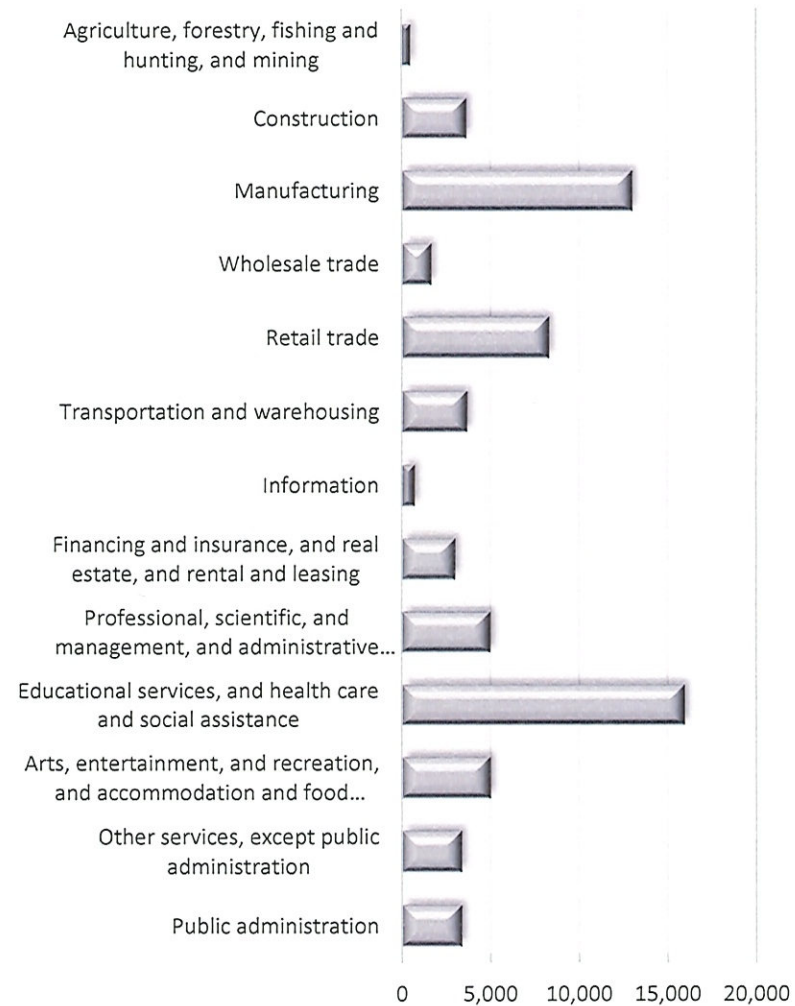 Agriculture, forestry, fishing and
hunting, and mining
Construction
Manufacturing
Wholesale trade
Retail trade
Transportation and warehousing
Information
Financing and insurance, and real
estate, and rental and leasing
Professional, scientific, and
management, and administrative...
Educational services, and health care
and social assistance
Arts, entertainment, and recreation,
and accommodation and food...
Other services, except public
administration
Public administration
0 5,000 10,000 15,000 20,000